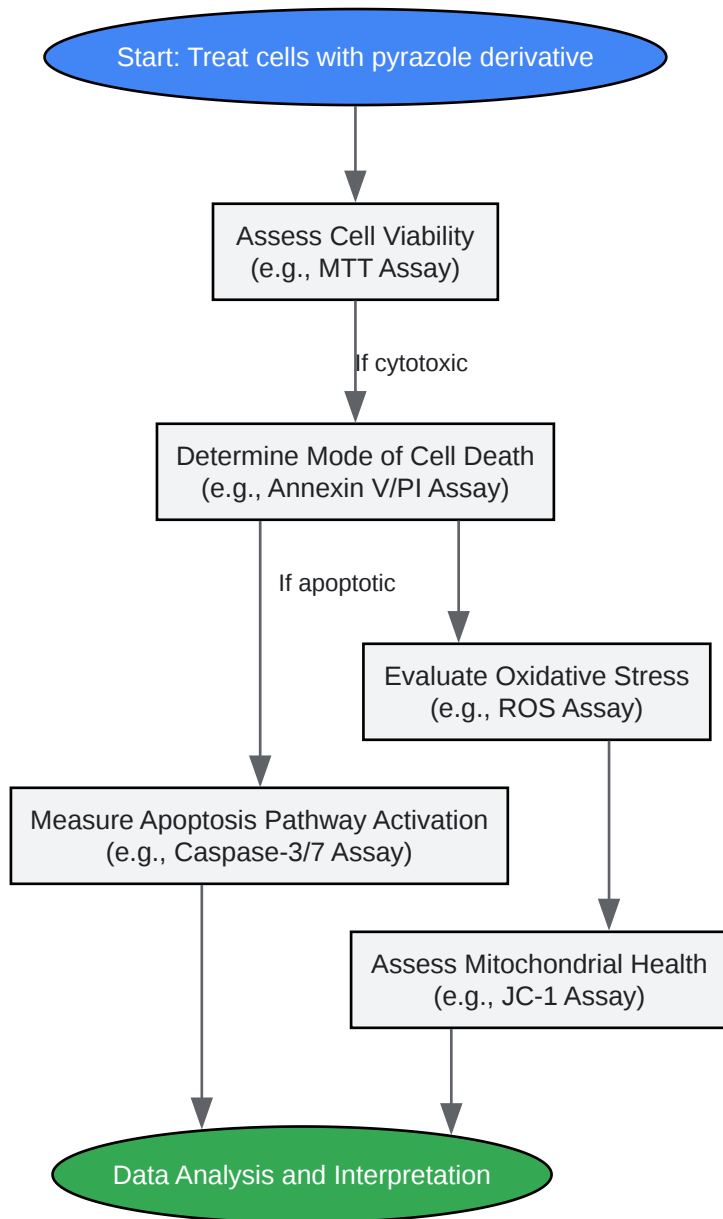 Start: Treat cells with pyrazole derivative
Assess Cell Viability
(e.g., MTT Assay)
If cytotoxic
Determine Mode of Cell Death
(e.g., Annexin V/PI Assay)
If apoptotic
Evaluate Oxidative Stress
(e.g., ROS Assay)
Measure Apoptosis Pathway Activation
(e.g., Caspase-3/7 Assay)
Assess Mitochondrial Health
(e.g., JC-1 Assay)
Data Analysis and Interpretation